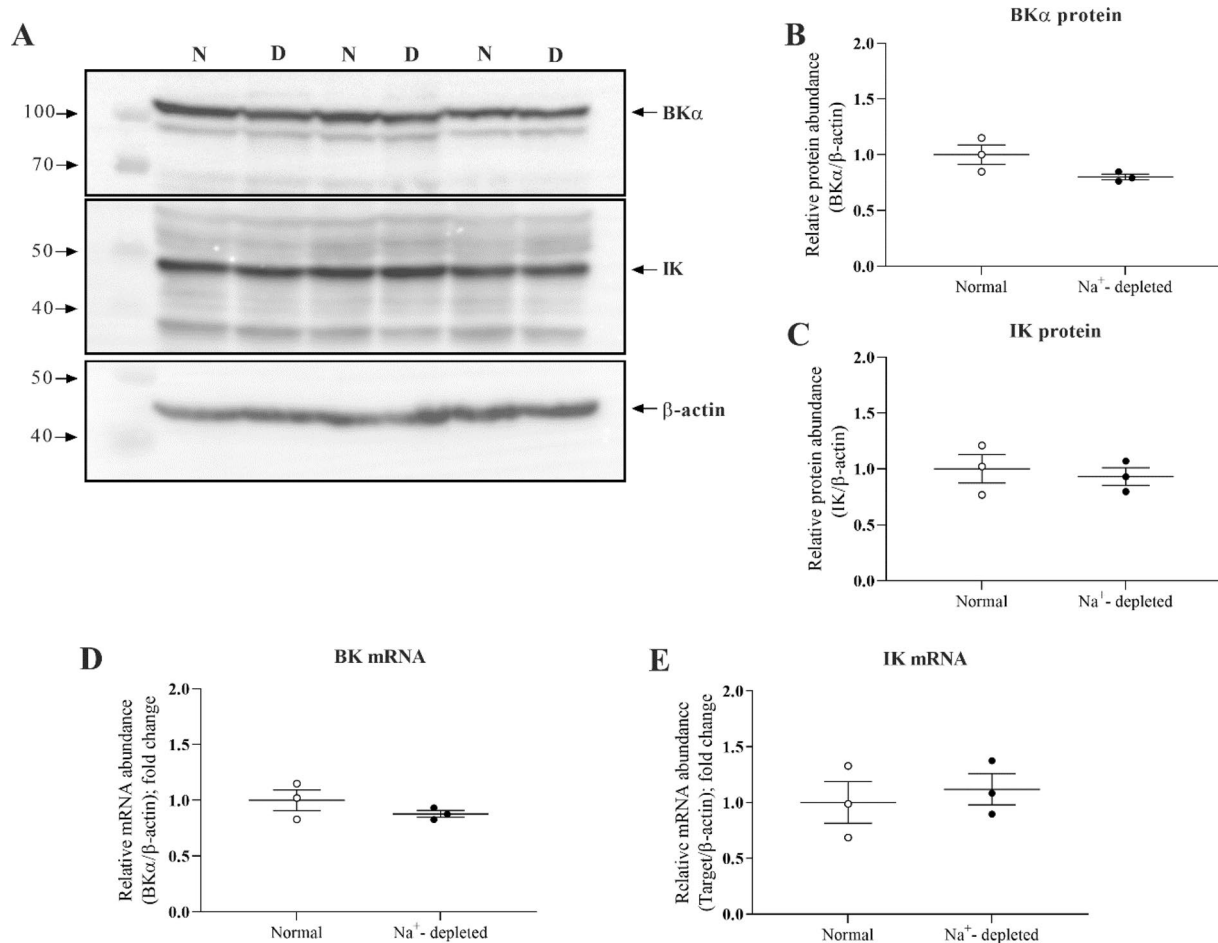 A
N D N D N D
100
70
BKα
50
40
IK
50
40
β-actin
B
BKα protein
Relative protein abundance
(BKα/β-actin)
2.0
1.5
1.0
0.5
0.0
Normal Na⁺- depleted
C
IK protein
Relative protein abundance
(IK/β-actin)
2.0
1.5
1.0
0.5
0.0
Normal Na⁺- depleted
D
BK mRNA
Relative mRNA abundance
(BKα/β-actin); fold change
2.0
1.5
1.0
0.5
0.0
Normal Na⁺- depleted
E
IK mRNA
Relative mRNA abundance
(Target/β-actin); fold change
2.0
1.5
1.0
0.5
0.0
Normal Na⁺- depleted